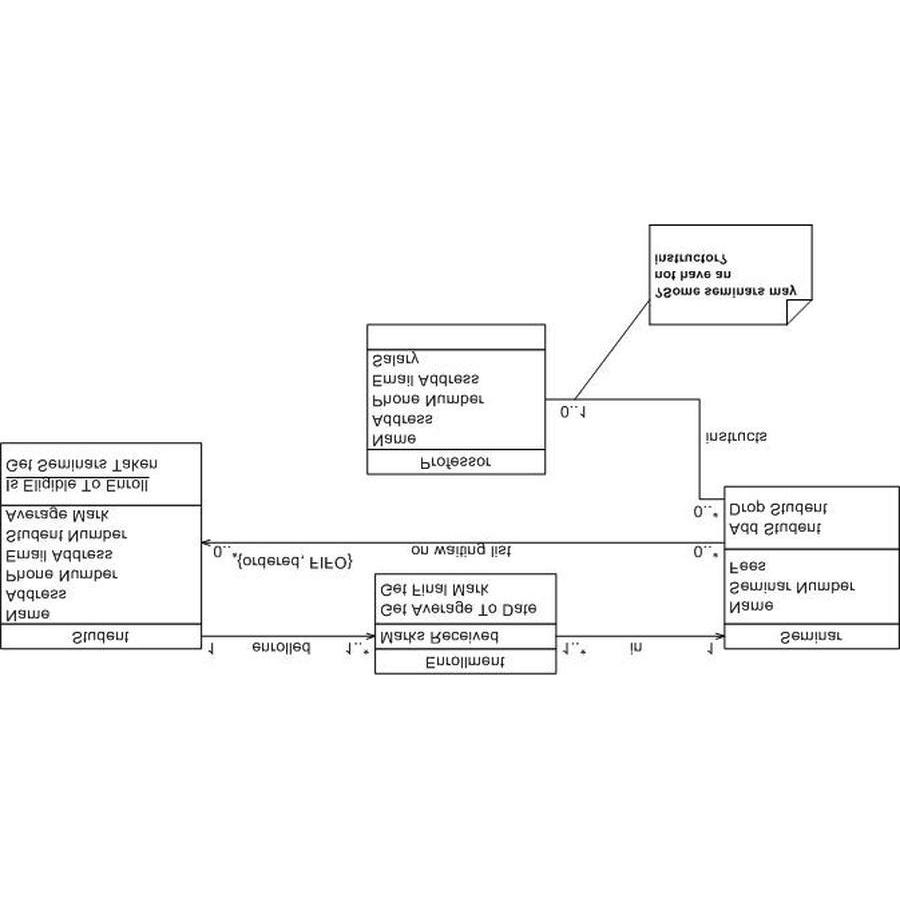 Student
Name
Address
Phone Number
Email Address
Student Number
Average Mark
Is Eligible To Enroll
Get Seminars Taken
1 enrolled 1..*
Enrollment
Marks Received
Get Average To Date
Get Final Mark
1..* in 1
Seminar
Name
Seminar Number
Fees
Add Student
Drop Student
0..* {ordered, FIFO} on waiting list 0..*
0..*
instructs
0..1
Professor
Name
Address
Phone Number
Email Address
Salary
?Some seminars may
not have an
instructor?